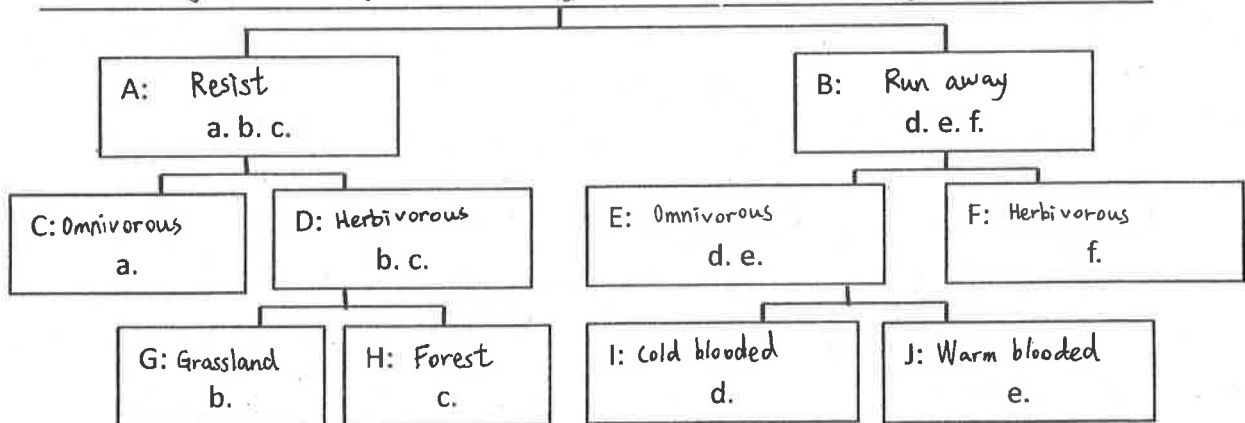 A: Resist
a. b. c.
B: Run away
d. e. f.
C: Omnivorous
a.
D: Herbivorous
b. c.
E: Omnivorous
d. e.
F: Herbivorous
f.
G: Grassland
b.
H: Forest
c.
I: Cold blooded
d.
J: Warm blooded
e.